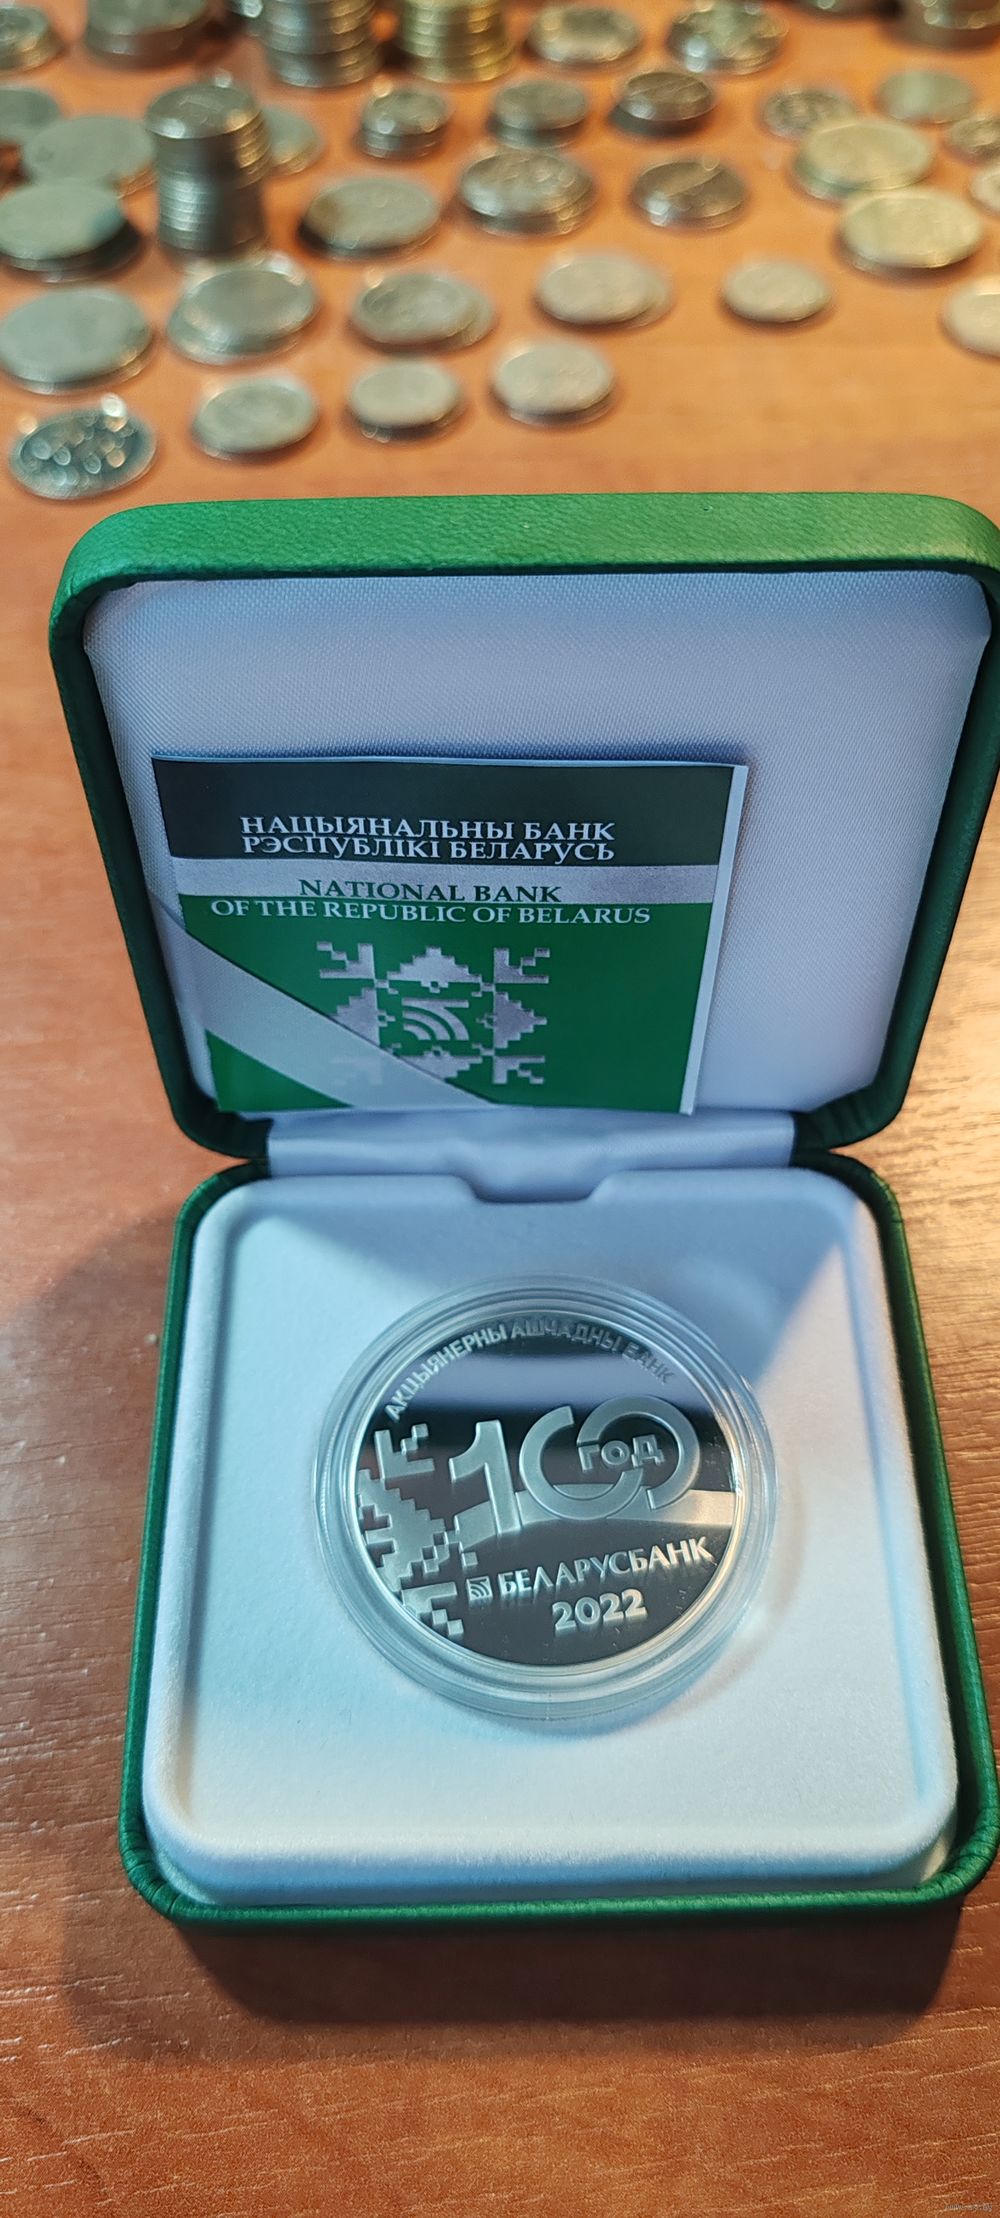 НАЦЫЯНАЛЬНЫ БАНК
РЭСПУБЛІКІ БЕЛАРУСЬ
NATIONAL BANK
OF THE REPUBLIC OF BELARUS
АКЦЫЯНЕРНЫ АШЧАДНЫ БАНК
100
ГОД
БЕЛАРУСБАНК
2022